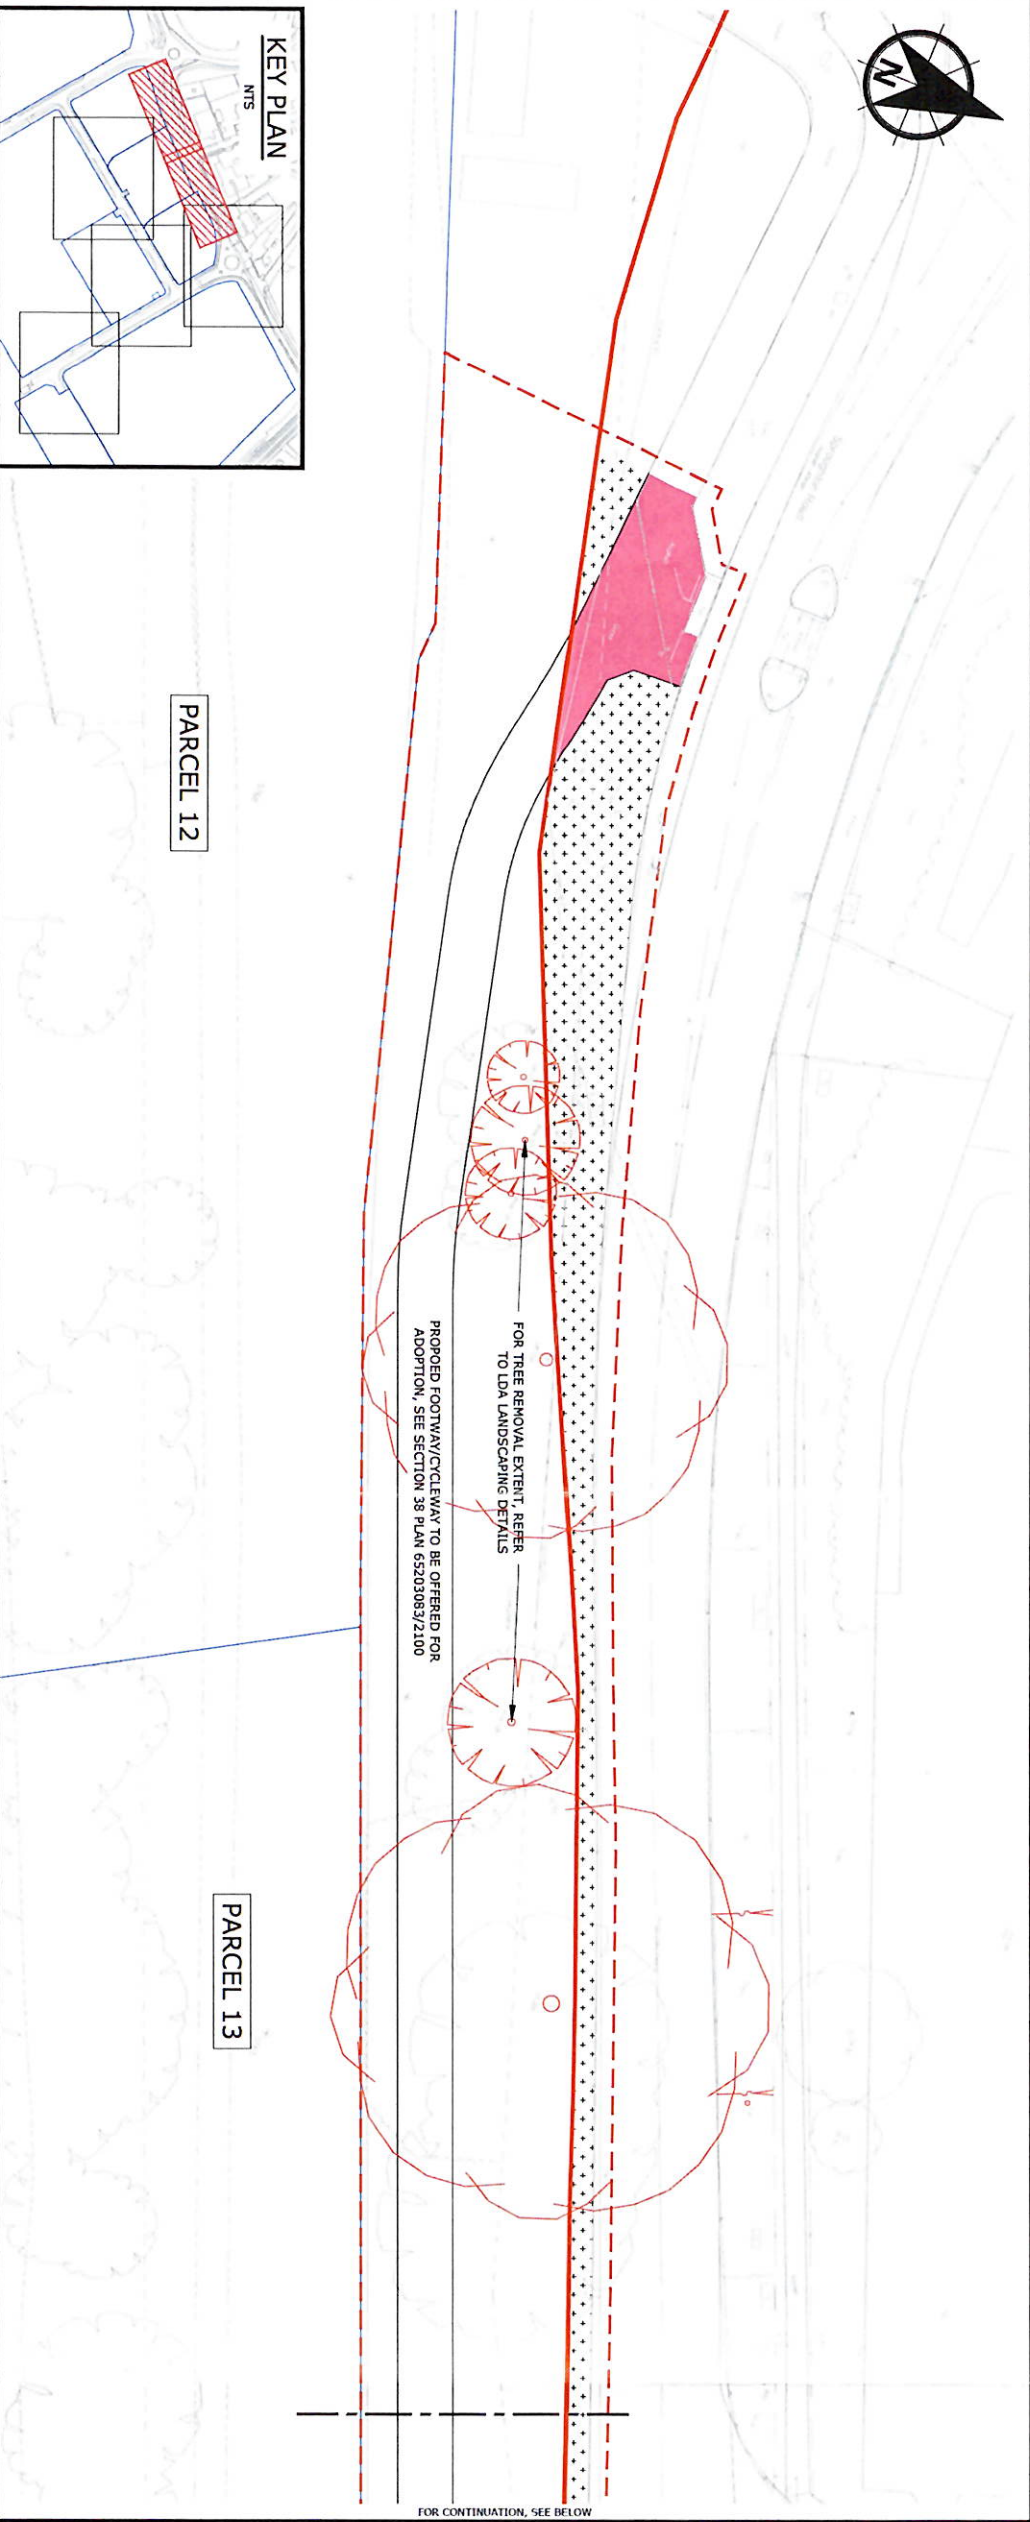 KEY PLAN
NTS
N
PARCEL 12
FOR TREE REMOVAL EXTENT, REFER
TO LDA LANDSCAPING DETAILS
PROPOED FOOTWAY/CYCLEWAY TO BE OFFERED FOR
ADOPTION, SEE SECTION 38 PLAN 65203083/2100
PARCEL 13
FOR CONTINUATION, SEE BELOW